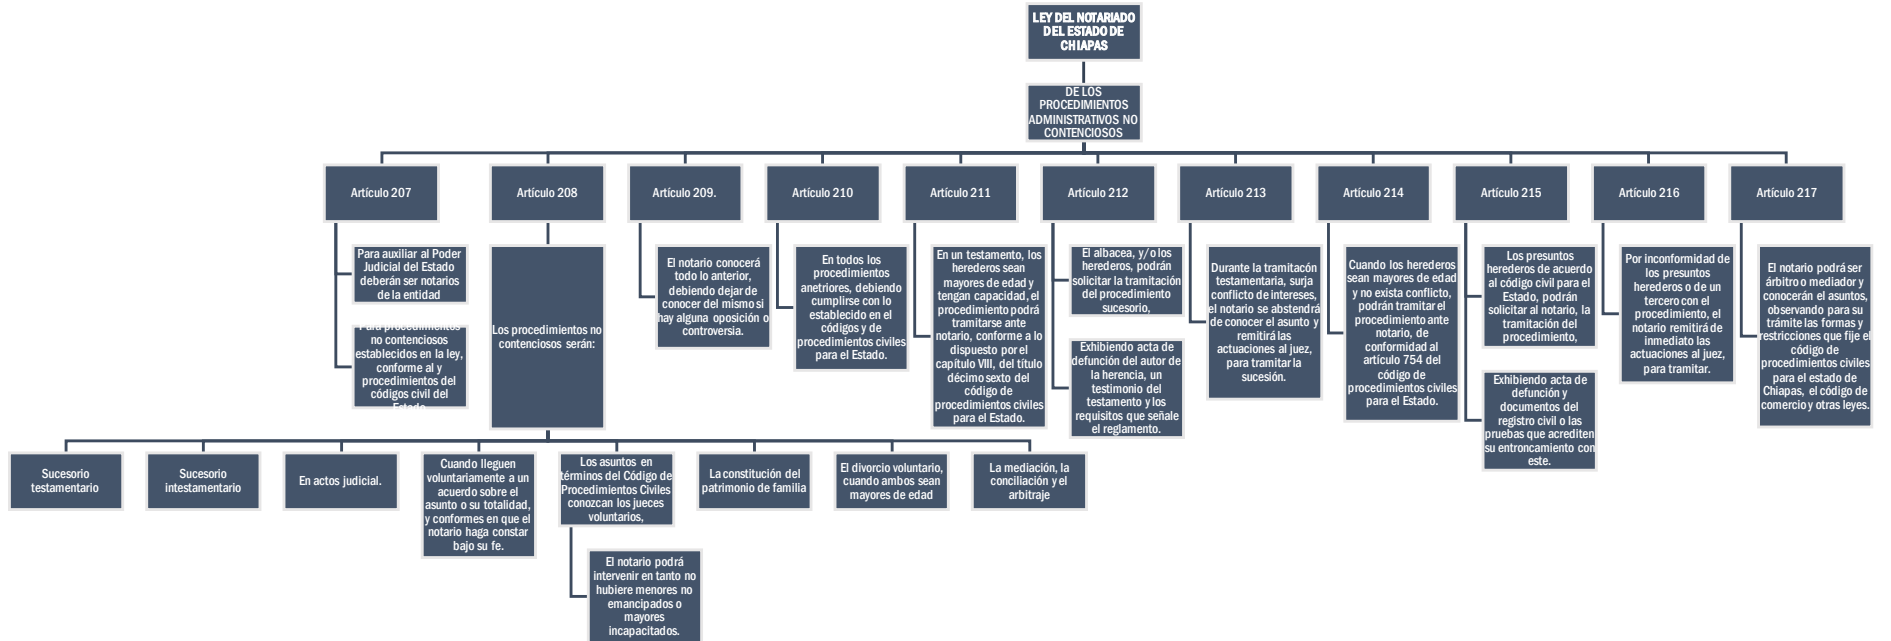 LEY DEL NOTARIADO
DEL ESTADO DE
CHIAPAS
DE LOS
PROCEDIMIENTOS
ADMINISTRATIVOS NO
CONTENCIOSOS
Artículo 207
Artículo 208
Artículo 209.
Artículo 210
Artículo 211
Artículo 212
Artículo 213
Artículo 214
Artículo 215
Artículo 216
Artículo 217
Para auxiliar al Poder
Judicial del Estado
deberán ser notarios
de la entidad
Para procedimientos
no contenciosos
establecidos en la ley,
conforme al y
procedimientos del
códigos civil del
Estado
Los procedimientos no
contenciosos serán:
El notario conocerá
todo lo anterior,
debiendo dejar de
conocer del mismo si
hay alguna oposición o
controversia.
En todos los
procedimientos
anetriores, debiendo
cumplirse con lo
establecido en el
códigos y de
procedimientos civiles
para el Estado.
En un testamento, los
herederos sean
mayores de edad y
tengan capacidad, el
procedimiento podrá
tramitarse ante
notario, conforme a lo
dispuesto por el
capítulo VIII, del título
décimo sexto del
código de
procedimientos civiles
para el Estado.
El albacea, y/o los
herederos, podrán
solicitar la tramitación
del procedimiento
sucesorio,
Exhibiendo acta de
defunción del autor de
la herencia, un
testimonio del
testamento y los
requisitos que señale
el reglamento.
Durante la tramitacón
testamentaria, surja
conflicto de intereses,
el notario se abstendrá
de conocer el asunto y
remitirá las
actuaciones al juez,
para tramitar la
sucesión.
Cuando los herederos
sean mayores de edad
y no exista conflicto,
podrán tramitar el
procedimiento ante
notario, de
conformidad al
artículo 754 del
código de
procedimientos civiles
para el Estado.
Los presuntos
herederos de acuerdo
al código civil para el
Estado, podrán
solicitar al notario, la
tramitación del
procedimiento,
Exhibiendo acta de
defunción y
documentos del
registro civil o las
pruebas que acrediten
su entroncamiento con
este.
Por inconformidad de
los presuntos
herederos o de un
tercero con el
procedimiento, el
notario remitirá de
inmediato las
actuaciones al juez,
para tramitar.
El notario podrá ser
árbitro o mediador y
conocerán el asuntos,
observando para su
trámite las formas y
restricciones que fije el
código de
procedimientos civiles
para el estado de
Chiapas, el código de
comercio y otras leyes.
Sucesorio
testamentario
Sucesorio
intestamentario
En actos judicial.
Cuando lleguen
voluntariamente a un
acuerdo sobre el
asunto o su totalidad,
y conformes en que el
notario haga constar
bajo su fe.
Los asuntos en
términos del Código de
Procedimientos Civiles
conozcan los jueces
voluntarios,
El notario podrá
intervenir en tanto no
hubiere menores no
emancipados o
mayores
incapacitados.
La constitución del
patrimonio de familia
El divorcio voluntario,
cuando ambos sean
mayores de edad
La mediación, la
conciliación y el
arbitraje